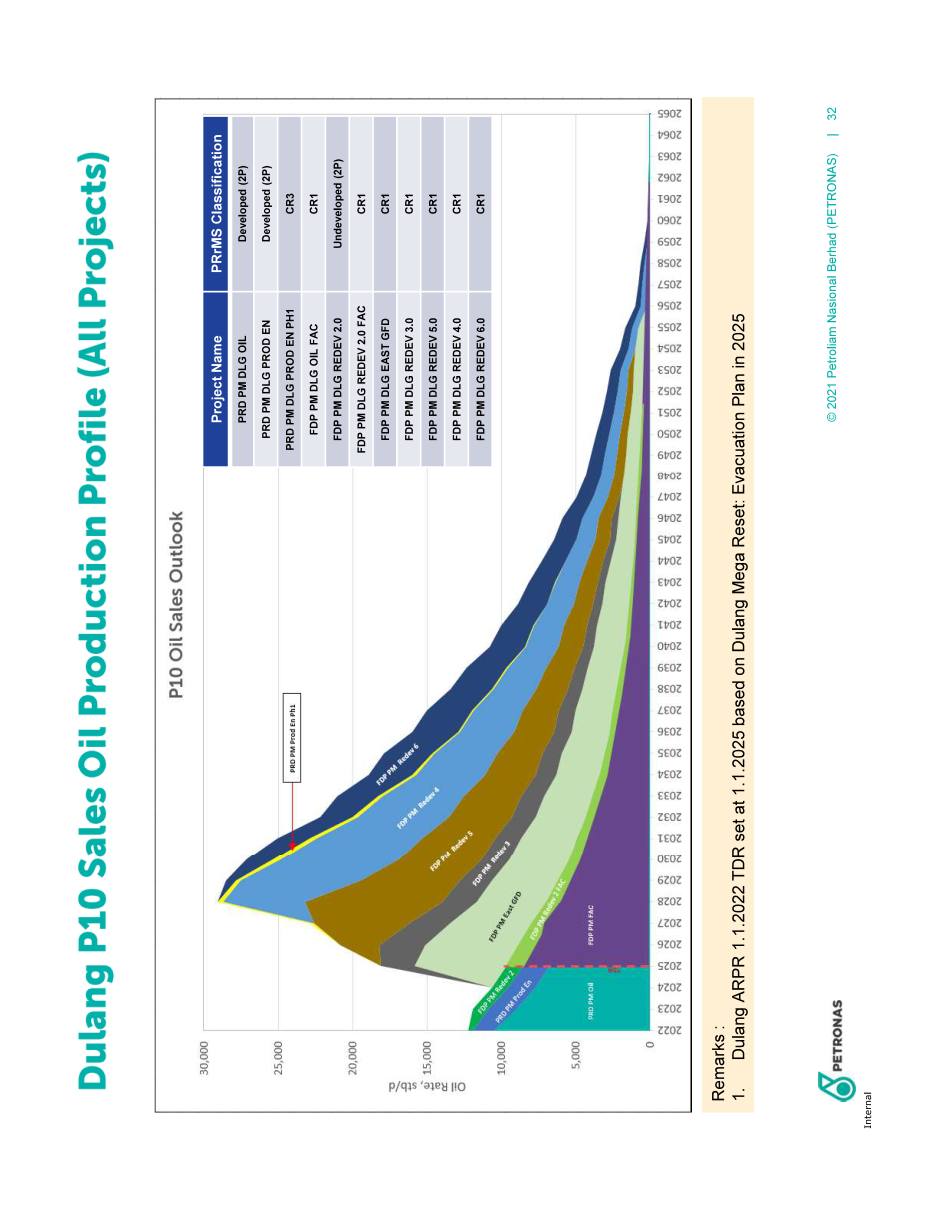 Dulang P10 Sales Oil Production Profile (All Projects)
P10 Oil Sales Outlook
Oil Rate, stb/d
30,000
25,000
20,000
15,000
10,000
5,000
0
2022 2023 2024 2025 2026 2027 2028 2029 2030 2031 2032 2033 2034 2035 2036 2037 2038 2039 2040 2041 2042 2043 2044 2045 2046 2047 2048 2049 2050 2051 2052 2053 2054 2055 2056 2057 2058 2059 2060 2061 2062 2063 2064 2065
PRD PM Prod En Ph1
FDP PM Redev 6
FDP PM Redev 4
FDP PM Redev 5
FDP PM Redev 3
FDP PM East GFD
FDP PM Redev 2 FAC
FDP PM FAC
FDP PM Redev 2
PRD PM Prod En
PRD PM Oil
Project Name PRrMS Classification
PRD PM DLG OIL Developed (2P)
PRD PM DLG PROD EN Developed (2P)
PRD PM DLG PROD EN PH1 CR3
FDP PM DLG OIL FAC CR1
FDP PM DLG REDEV 2.0 Undeveloped (2P)
FDP PM DLG REDEV 2.0 FAC CR1
FDP PM DLG EAST GFD CR1
FDP PM DLG REDEV 3.0 CR1
FDP PM DLG REDEV 5.0 CR1
FDP PM DLG REDEV 4.0 CR1
FDP PM DLG REDEV 6.0 CR1
Remarks :
1. Dulang ARPR 1.1.2022 TDR set at 1.1.2025 based on Dulang Mega Reset: Evacuation Plan in 2025
PETRONAS
© 2021 Petroliam Nasional Berhad (PETRONAS) | 32
Internal